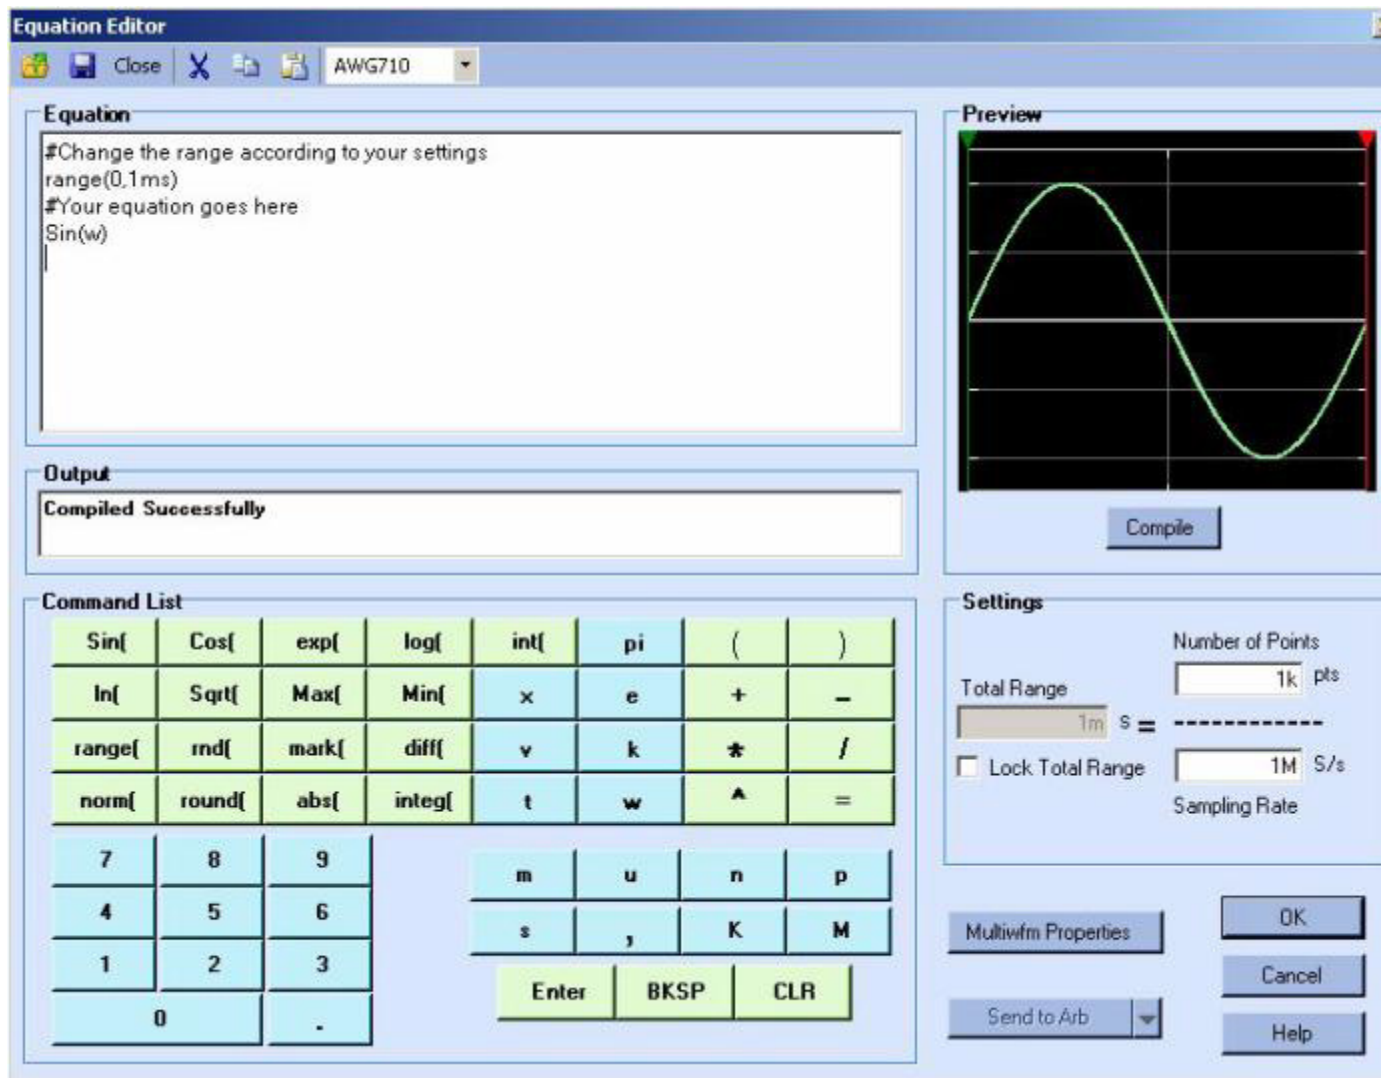 Equation Editor
Close AWG710
Equation
#Change the range according to your settings
range(0,1ms)
#Your equation goes here
Sin(w)
Preview
Compile
Output
Compiled Successfully
Command List
Sin( Cos( exp( log( int( pi ( )
ln( Sqrt( Max( Min( x e + -
range( rnd( mark( diff( v k * /
norm( round( abs( integ( t w ^ =
7 8 9
4 5 6
1 2 3
0 .
m u n p
s , K M
Enter BKSP CLR
Settings
Number of Points
1k pts
Total Range
1m s = ------------
Lock Total Range
1M S/s
Sampling Rate
Multiwfm Properties
OK
Cancel
Send to Arb
Help